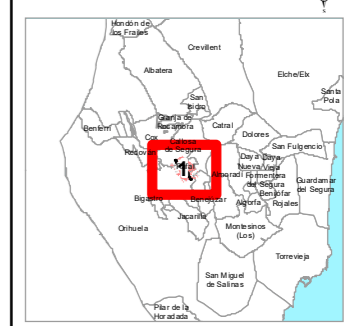 Hondón de
los Frailes
Crevillent
Albatera
Elche/Elx
Santa
Pola
San
Isidro
Granja de
Rocamora
Catral
Dolores
Benferri
Cox
Callosa
de Segura
San Fulgencio
Redován
Rafal
Daya
Nueva
Daya
Vieja
Almoradí
Formentera
del Segura
Guardamar
del Segura
Benejúzar
Benijófar
Bigastro
Algorfa
Rojales
Jacarilla
Orihuela
Montesinos
(Los)
Torrevieja
San Miguel
de Salinas
Pilar de la
Horadada